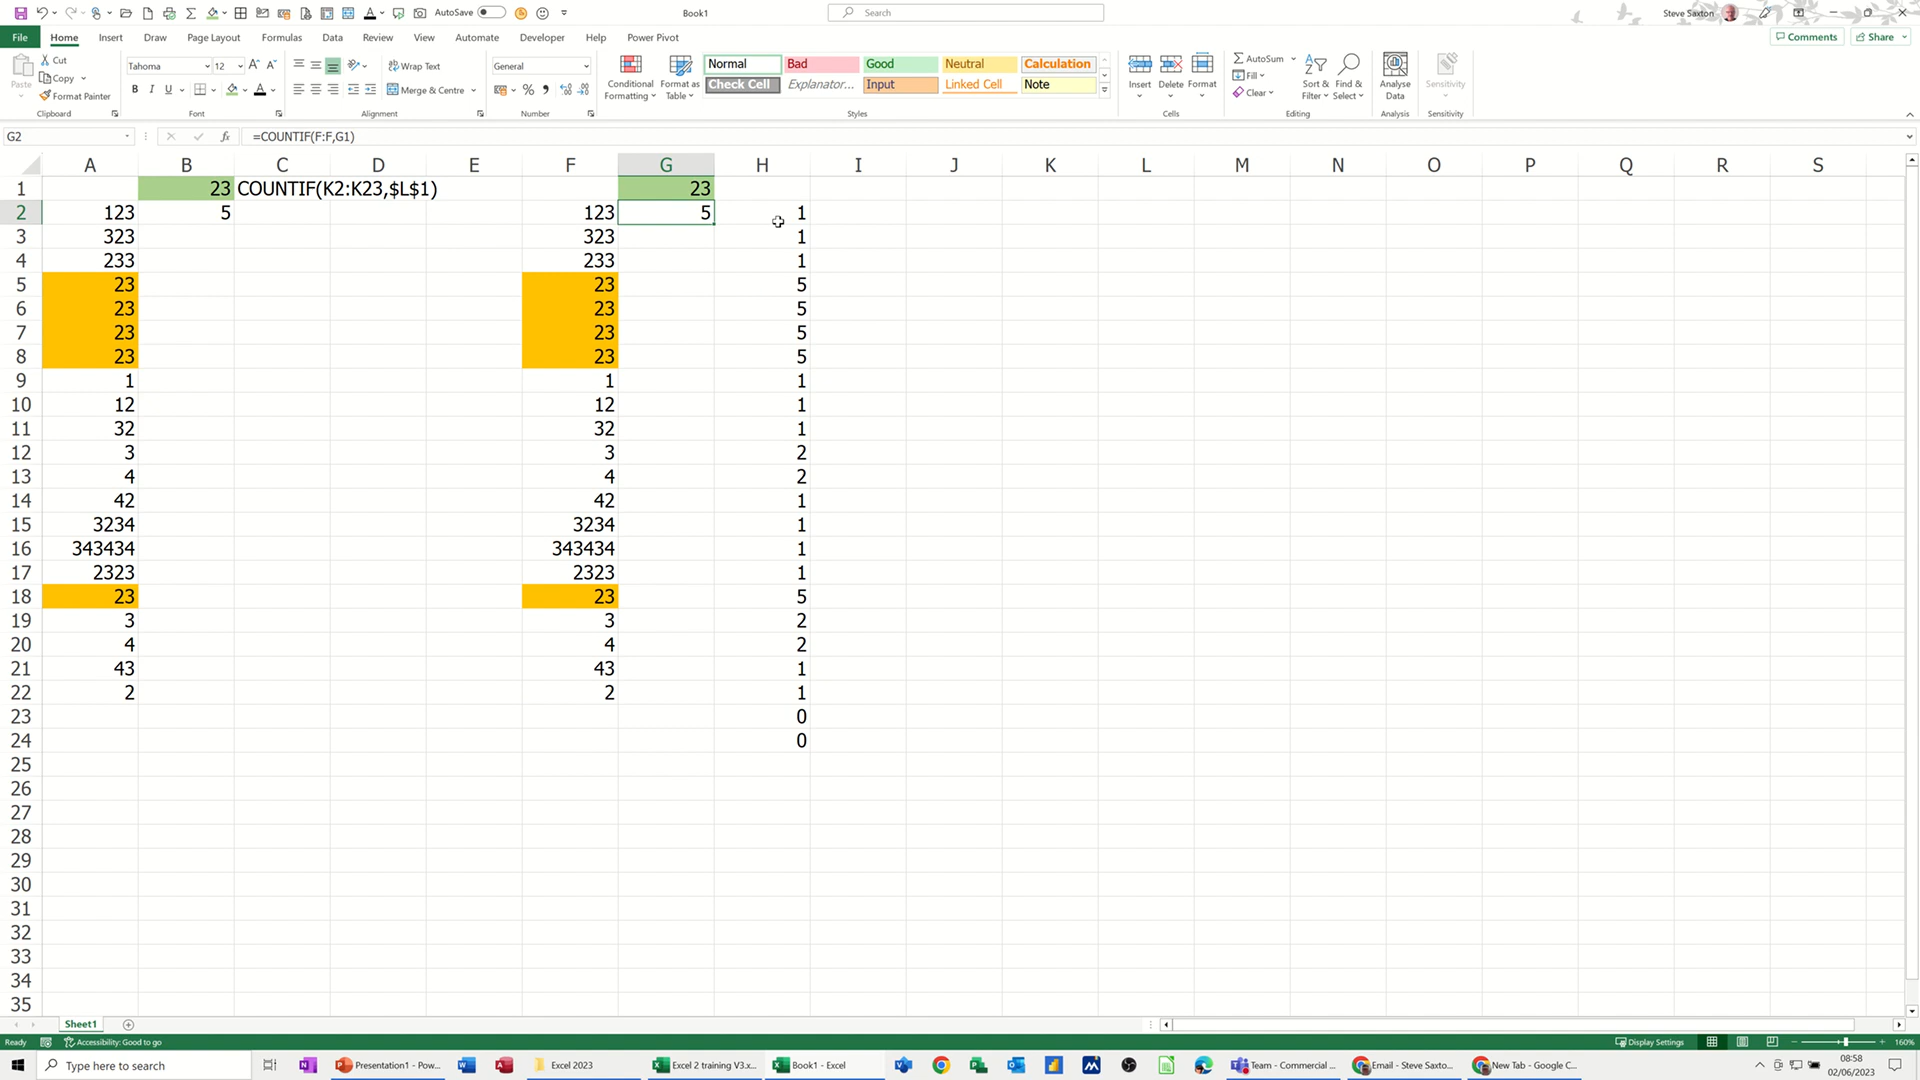 AutoSave
Book1
Search
Steve Saxton
File Home Insert Draw Page Layout Formulas Data Review View Automate Developer Help Power Pivot
Comments Share
Paste
Cut
Copy
Format Painter
Clipboard
Tahoma 12
B I U
Font
Wrap Text
Merge & Centre
Alignment
General
Number
Conditional Formatting
Format as Table
Normal Bad Good Neutral Calculation
Check Cell Explanator... Input Linked Cell Note
Styles
Insert Delete Format
Cells
AutoSum
Fill
Clear
Sort & Filter
Find & Select
Editing
Analyse Data
Analysis
Sensitivity
Sensitivity
G2 fx =COUNTIF(F:F,G1)
A B C D E F G H I J K L M N O P Q R S
1 23 COUNTIF(K2:K23,$L$1) 23
2 123 5 123 5 1
3 323 323 1
4 233 233 1
5 23 23 5
6 23 23 5
7 23 23 5
8 23 23 5
9 1 1 1
10 12 12 1
11 32 32 1
12 3 3 2
13 4 4 2
14 42 42 1
15 3234 3234 1
16 343434 343434 1
17 2323 2323 1
18 23 23 5
19 3 3 2
20 4 4 2
21 43 43 1
22 2 2 1
23 0
24 0
25
26
27
28
29
30
31
32
33
34
35
Sheet1
Ready Accessibility: Good to go Display Settings 160%
Type here to search
Presentation1 - Pow...
Excel 2023
Excel 2 training V3.x...
Book1 - Excel
Team - Commercial ...
Email - Steve Saxto...
New Tab - Google C...
08:58
02/06/2023